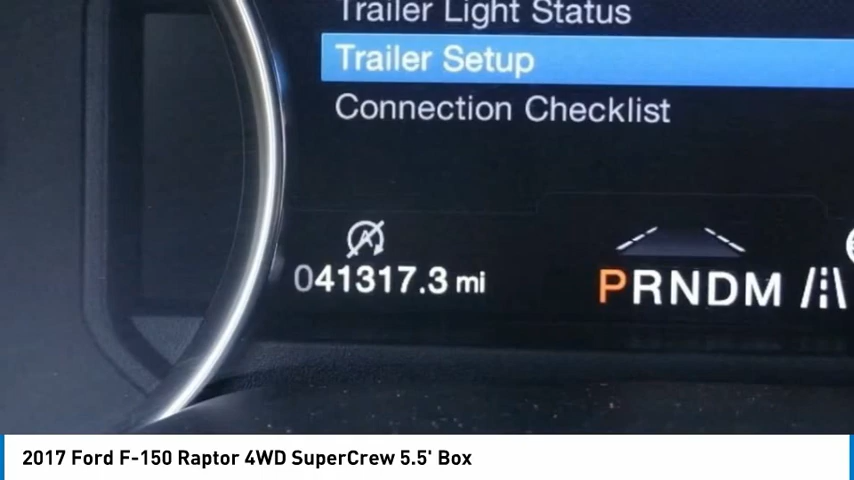 Trailer Light Status
Trailer Setup
Connection Checklist
041317.3 mi
PRNDM
2017 Ford F-150 Raptor 4WD SuperCrew 5.5' Box